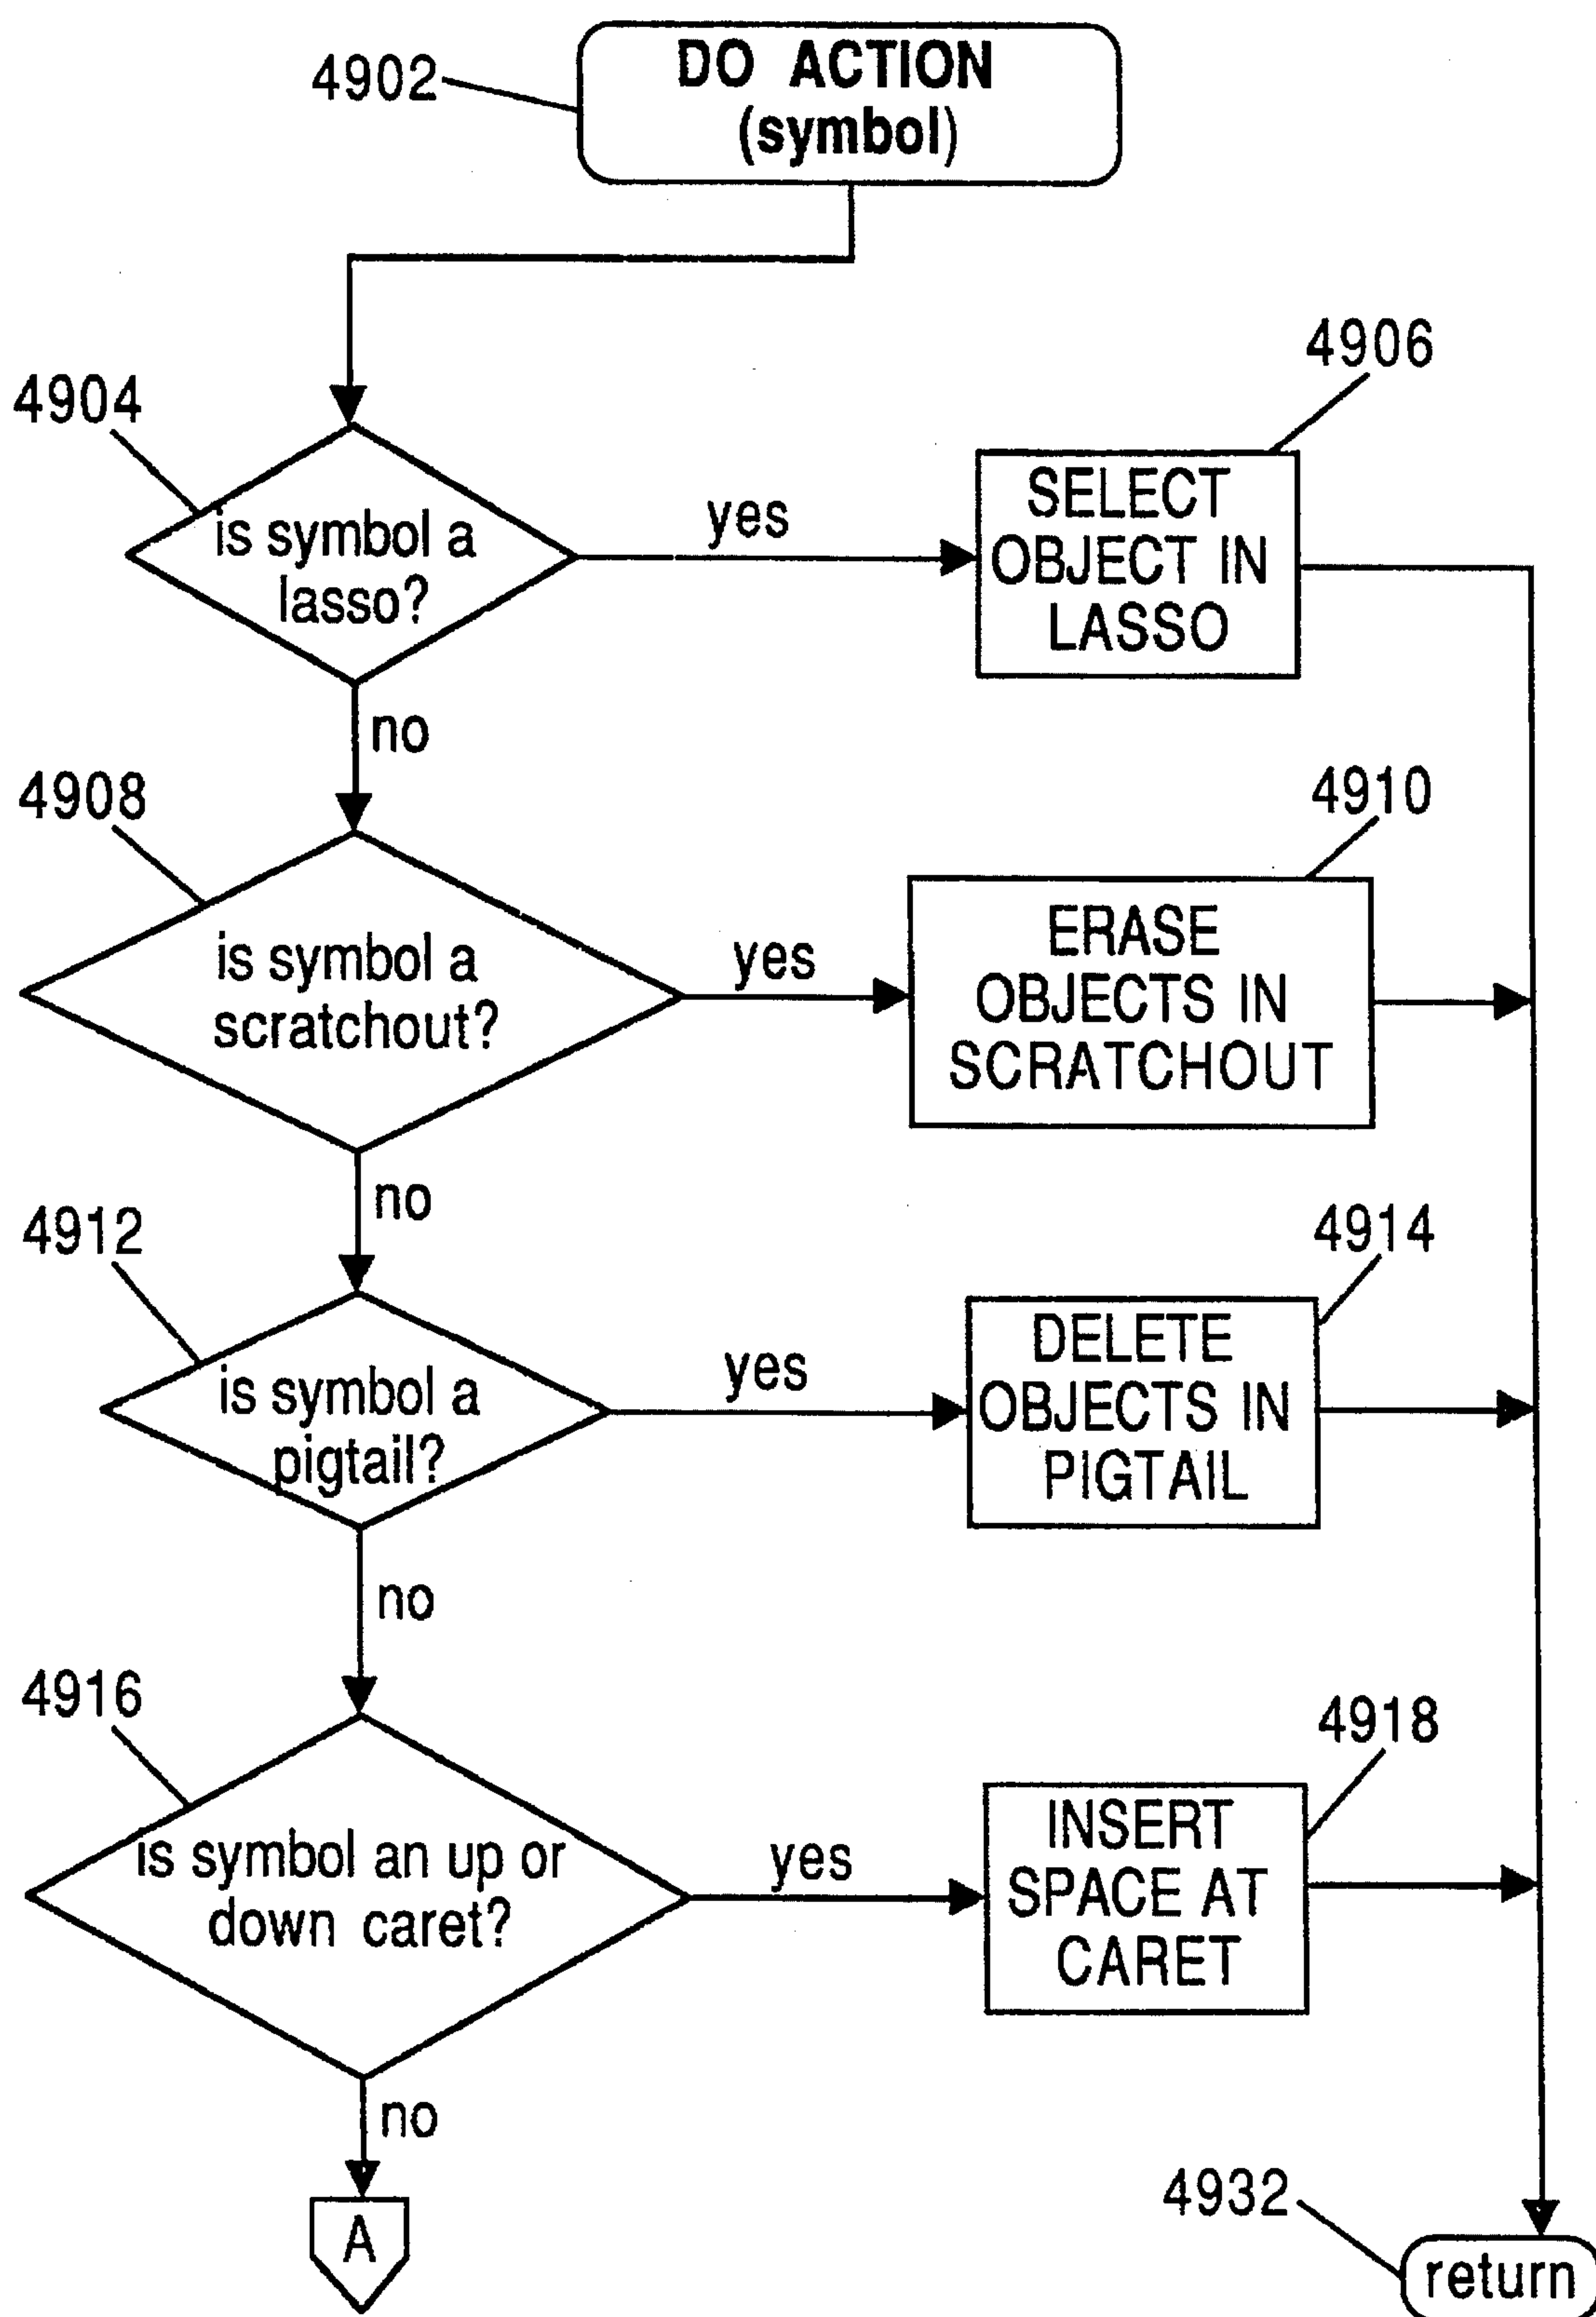 4902
DO ACTION
(symbol)
4904
is symbol a
lasso?
yes
4906
SELECT
OBJECT IN
LASSO
no
4908
is symbol a
scratchout?
yes
4910
ERASE
OBJECTS IN
SCRATCHOUT
no
4912
is symbol a
pigtail?
yes
4914
DELETE
OBJECTS IN
PIGTAIL
no
4916
is symbol an up or
down caret?
yes
4918
INSERT
SPACE AT
CARET
no
A
4932
return